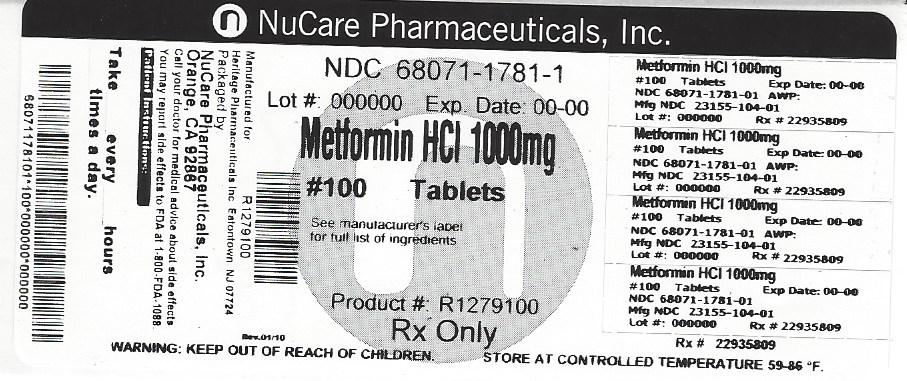 n NuCare Pharmaceuticals, Inc.
66071178101*100*000000*0000
Take every hours
times a day.
Patient Instructions:
You may report side effects to FDA at 1-800-FDA-1088.
Call your doctor for medical advice about side effects
Orange, CA 92867
NuCare Pharmaceuticals, Inc.
Packaged by
Heritage Pharmaceuticals Inc Eatontown NJ 07724
Manufactured for
R1279100
NDC 68071-1781-1
Lot #: 000000 Exp. Date: 00-00
Metformin HCl 1000mg
#100 Tablets
See manufacturer's label
for full list of ingredients
Product #: R1279100
Rx Only
Rev.01/10
WARNING: KEEP OUT OF REACH OF CHILDREN. STORE AT CONTROLLED TEMPERATURE 59-86 °F.
Metformin HCl 1000mg
#100 Tablets Exp Date: 00-00
NDC 68071-1781-01 AWP:
Mfg NDC 23155-104-01
Lot #: 000000 Rx # 22935809
Metformin HCl 1000mg
#100 Tablets Exp Date: 00-00
NDC 68071-1781-01 AWP:
Mfg NDC 23155-104-01
Lot #: 000000 Rx # 22935809
Metformin HCl 1000mg
#100 Tablets Exp Date: 00-00
NDC 68071-1781-01 AWP:
Mfg NDC 23155-104-01
Lot #: 000000 Rx # 22935809
Metformin HCl 1000mg
#100 Tablets Exp Date: 00-00
NDC 68071-1781-01
Mfg NDC 23155-104-01
Lot #: 000000 Rx # 22935809
Rx # 22935809